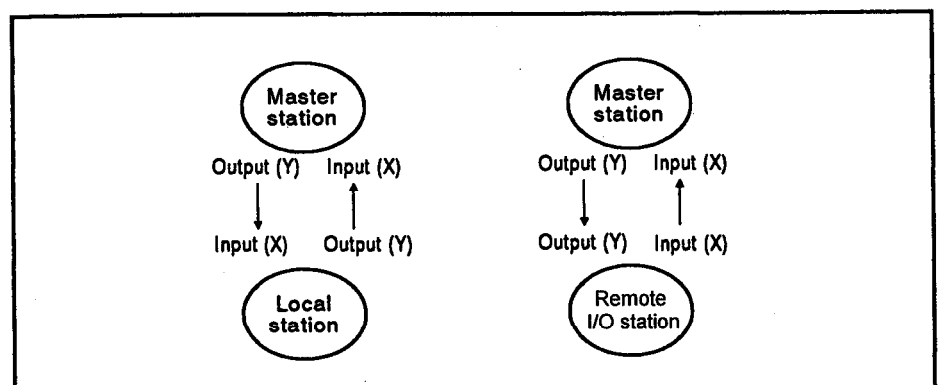 Master
station
Output (Y) Input (X)
Input (X) Output (Y)
Local
station
Master
station
Output (Y) Input (X)
Output (Y) Input (X)
Remote
I/O station